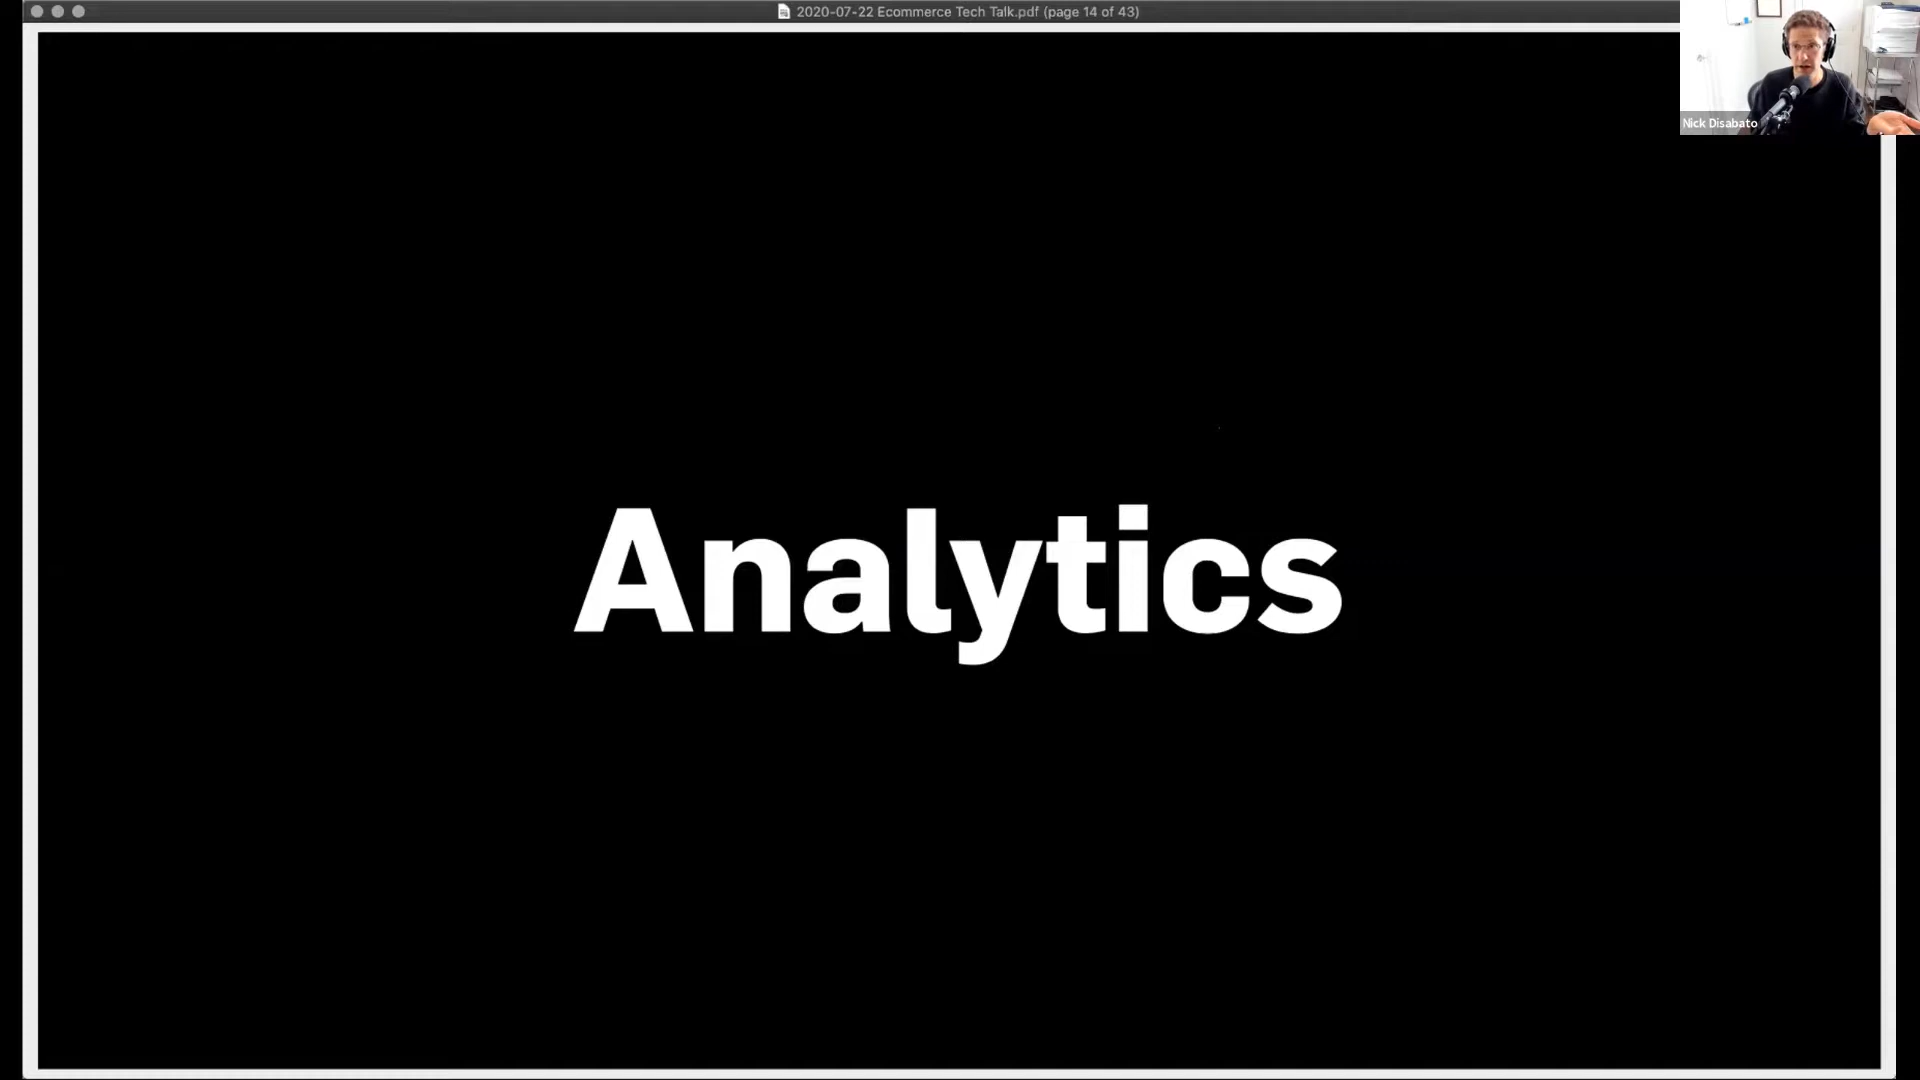 2020-07-22 Ecommerce Tech Talk.pdf (page 14 of 43)
Nick Disabato
Analytics